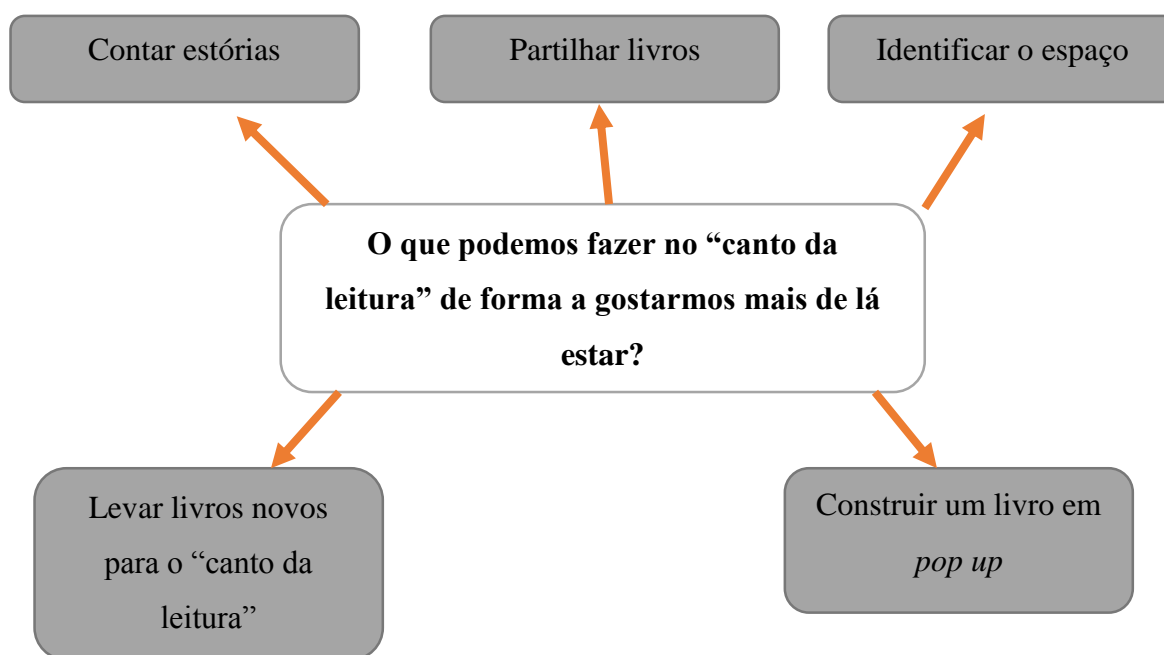 Contar estórias
Partilhar livros
Identificar o espaço
O que podemos fazer no “canto da
leitura” de forma a gostarmos mais de lá
estar?
Levar livros novos
para o “canto da
leitura”
Construir um livro em
pop up